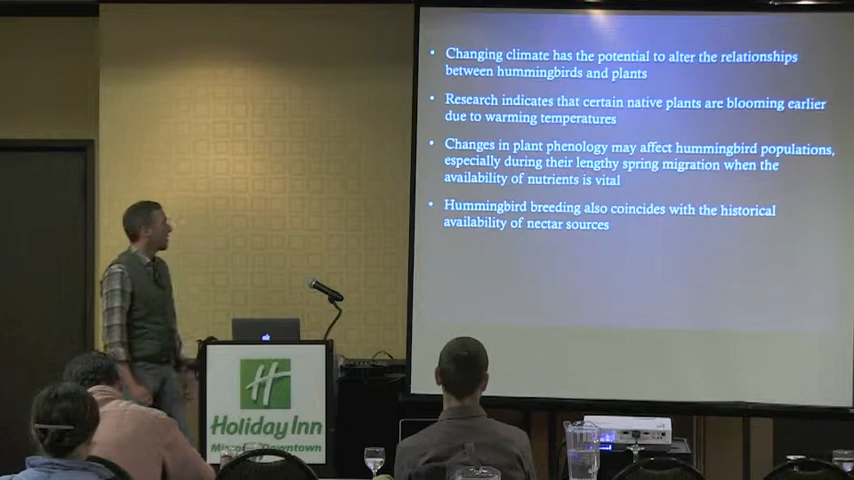 • Changing climate has the potential to alter the relationships
between hummingbirds and plants
• Research indicates that certain native plants are blooming earlier
due to warming temperatures
• Changes in plant phenology may affect hummingbird populations,
especially during their lengthy spring migration when the
availability of nutrients is vital
• Hummingbird breeding also coincides with the historical
availability of nectar sources
H
Holiday Inn
Downtown